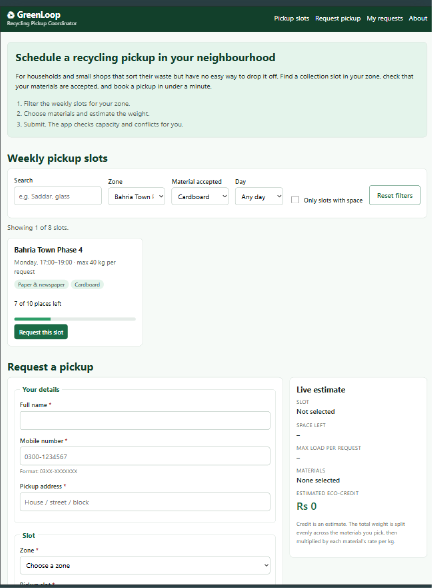 GreenLoop
Recycling Pickup Coordinator
Pickup slots Request pickup My requests About
Schedule a recycling pickup in your neighbourhood
For households and small shops that sort their waste but have no easy way to drop it off. Find a collection slot in your zone, check that
your materials are accepted, and book a pickup in under a minute.
1. Filter the weekly slots for your zone.
2. Choose materials and estimate the weight.
3. Submit. The app checks capacity and conflicts for you.
Weekly pickup slots
Search
e.g. Saddar, glass
Zone
Bahria Town
Material accepted
Cardboard
Day
Any day
Only slots with space
Reset filters
Showing 1 of 8 slots.
Bahria Town Phase 4
Monday, 17:00–19:00 · max 40 kg per
request
Paper & newspaper Cardboard
7 of 10 places left
Request this slot
Request a pickup
Your details
Full name *
Mobile number *
0300-1234567
Format: 03XX-XXXXXXX
Pickup address *
House / street / block
Slot
Zone *
Choose a zone
Pickup slot *
Live estimate
SLOT
Not selected
SPACE LEFT
–
MAX LOAD PER REQUEST
–
MATERIALS
None selected
ESTIMATED ECO-CREDIT
Rs 0
Credit is an estimate. The total weight is split
evenly across the materials you pick, then
multiplied by each material's rate per kg.